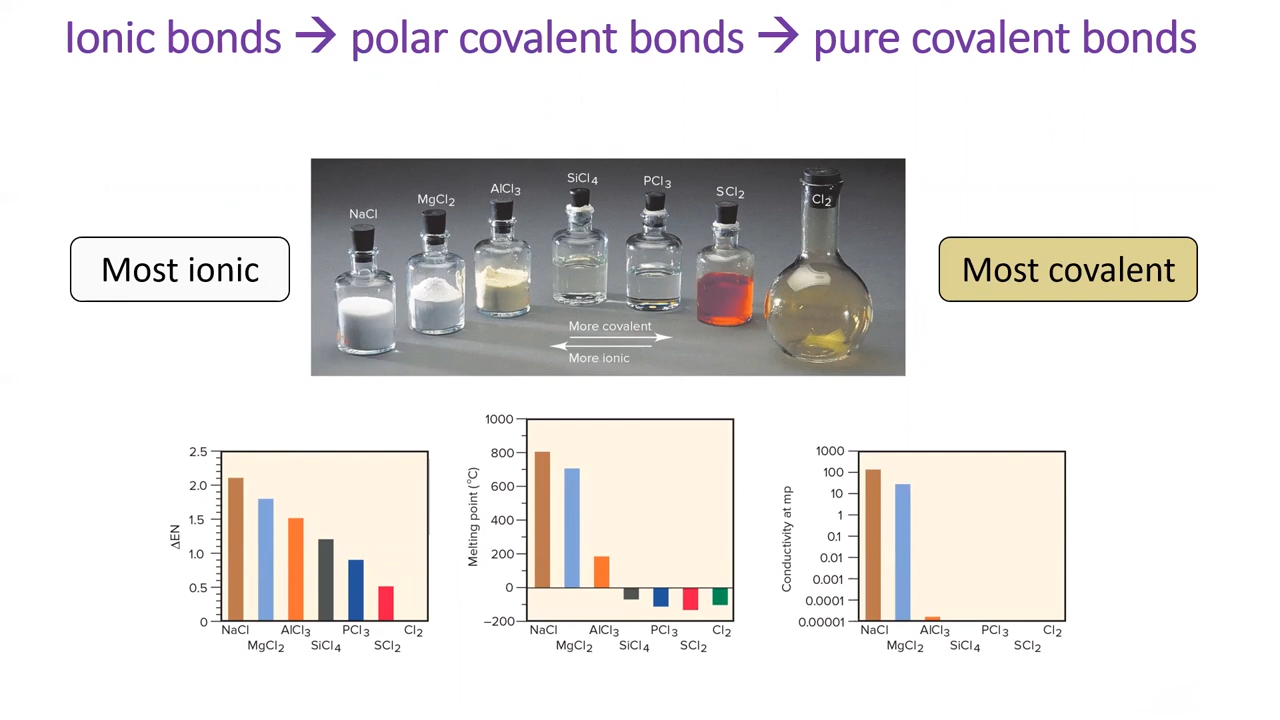 Ionic bonds → polar covalent bonds → pure covalent bonds
NaCl
MgCl₂
AlCl₃
SiCl₄
PCl₃
SCl₂
Cl₂
Most ionic
Most covalent
More covalent
More ionic
ΔEN
2.5
2.0
1.5
1.0
0.5
0
NaCl AlCl₃ PCl₃ Cl₂
MgCl₂ SiCl₄ SCl₂
Melting point (°C)
1000
800
600
400
200
0
−200
NaCl AlCl₃ PCl₃ Cl₂
MgCl₂ SiCl₄ SCl₂
Conductivity at mp
1000
100
10
1
0.1
0.01
0.001
0.0001
0.00001
NaCl AlCl₃ PCl₃ Cl₂
MgCl₂ SiCl₄ SCl₂